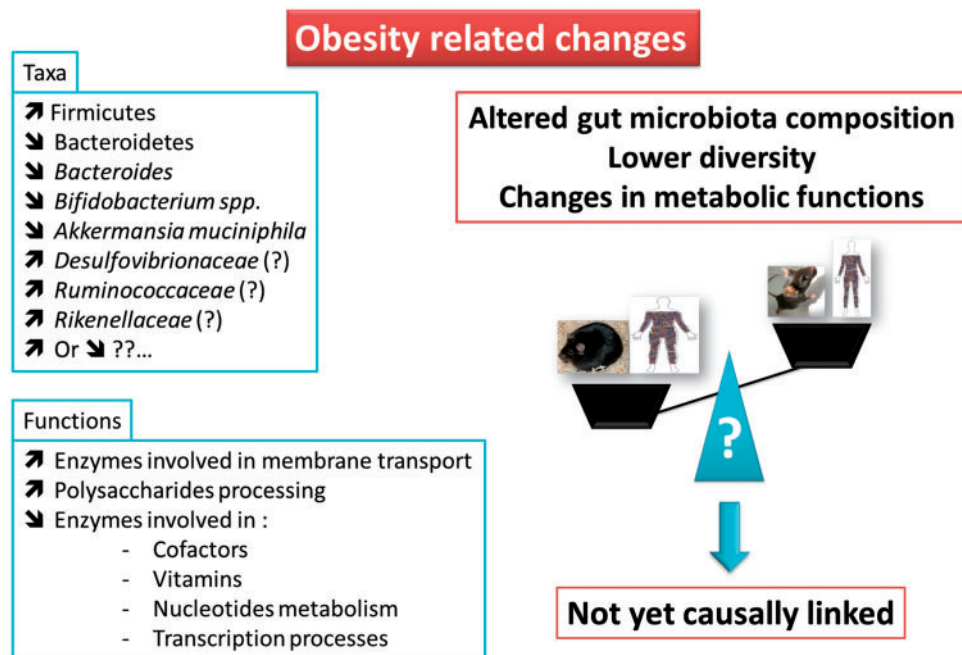 Obesity related changes
Taxa
↗ Firmicutes
↘ Bacteroidetes
↘ Bacteroides
↘ Bifidobacterium spp.
↘ Akkermansia muciniphila
↗ Desulfovibrionaceae (?)
↗ Ruminococcaceae (?)
↗ Rikenellaceae (?)
↗ Or ↘ ??...
Functions
↗ Enzymes involved in membrane transport
↗ Polysaccharides processing
↘ Enzymes involved in :
- Cofactors
- Vitamins
- Nucleotides metabolism
- Transcription processes
Altered gut microbiota composition
Lower diversity
Changes in metabolic functions
?
Not yet causally linked